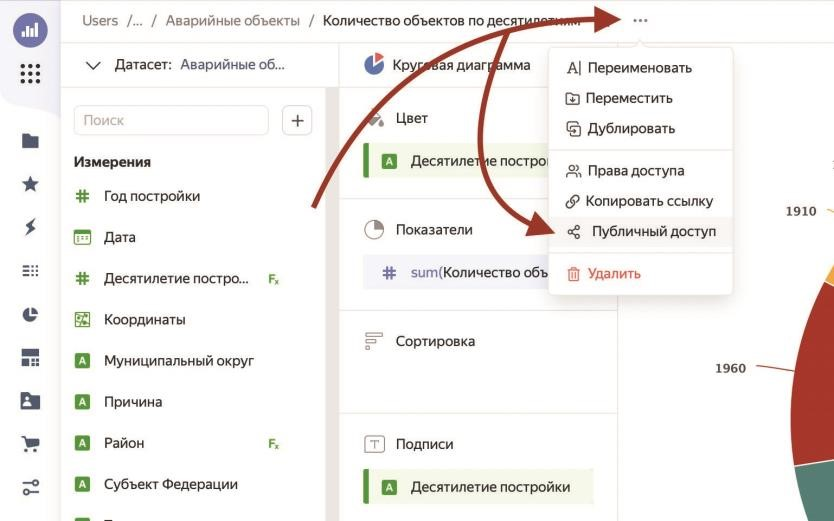 Users /... / Аварийные объекты / Количество объектов по десятилетиям
Датасет: Аварийные об...
Поиск
Измерения
Год постройки
Дата
Десятилетие постро... Fx
Координаты
A Муниципальный округ
A Причина
A Район Fx
A Субъект Федерации
Круговая диаграмма
Цвет
A Десятилетие
Показатели
sum(Количество объ
Сортировка
T Подписи
A Десятилетие постройки
Переименовать
Переместить
Дублировать
Права доступа
Копировать ссылку
Публичный доступ
Удалить
1910
1960